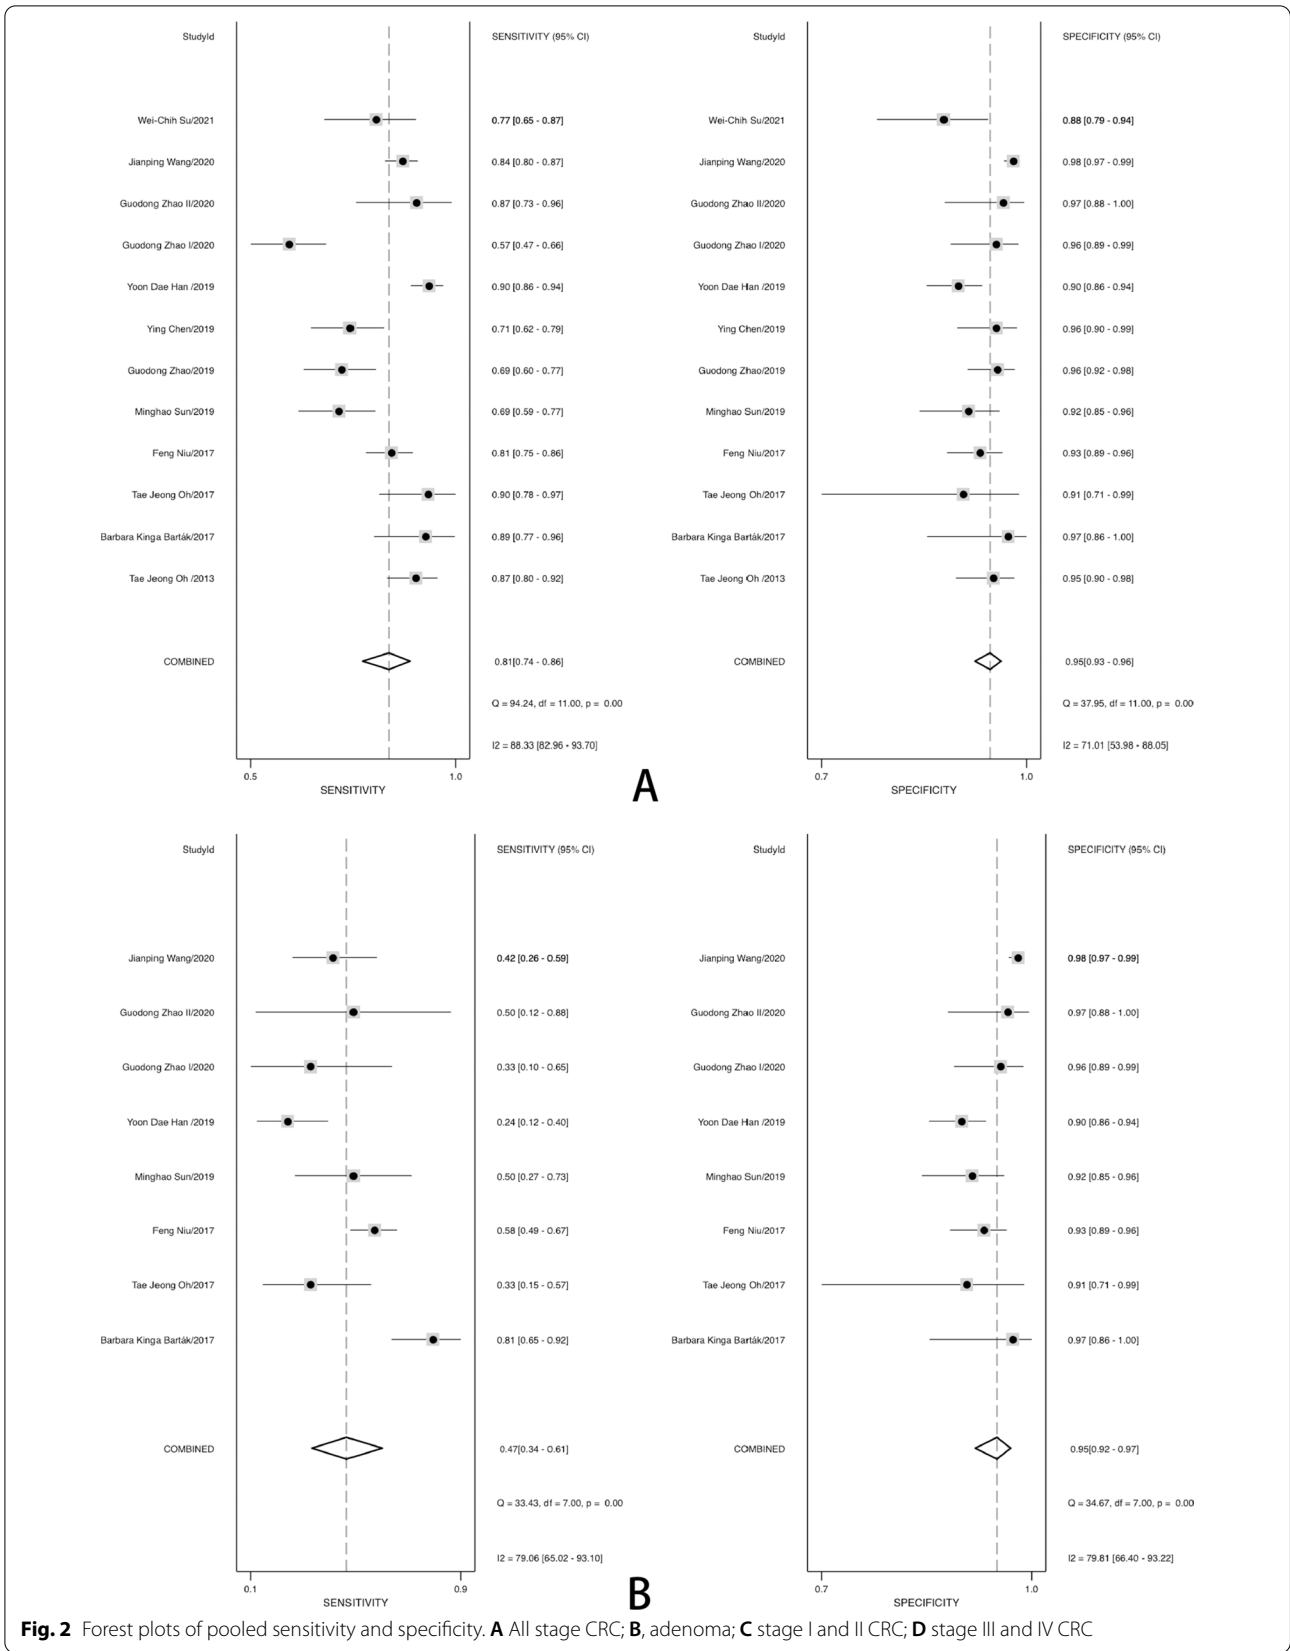 StudyId SENSITIVITY (95% CI) StudyId SPECIFICITY (95% CI)
Wei-Chih Su/2021 0.77 [0.65 - 0.87] Wei-Chih Su/2021 0.88 [0.79 - 0.94]
Jianping Wang/2020 0.84 [0.80 - 0.87] Jianping Wang/2020 0.98 [0.97 - 0.99]
Guodong Zhao II/2020 0.87 [0.73 - 0.96] Guodong Zhao II/2020 0.97 [0.88 - 1.00]
Guodong Zhao I/2020 0.57 [0.47 - 0.66] Guodong Zhao I/2020 0.96 [0.89 - 0.99]
Yoon Dae Han /2019 0.90 [0.86 - 0.94] Yoon Dae Han /2019 0.90 [0.86 - 0.94]
Ying Chen/2019 0.71 [0.62 - 0.79] Ying Chen/2019 0.96 [0.90 - 0.99]
Guodong Zhao/2019 0.69 [0.60 - 0.77] Guodong Zhao/2019 0.96 [0.92 - 0.98]
Minghao Sun/2019 0.69 [0.59 - 0.77] Minghao Sun/2019 0.92 [0.85 - 0.96]
Feng Niu/2017 0.81 [0.75 - 0.86] Feng Niu/2017 0.93 [0.89 - 0.96]
Tae Jeong Oh/2017 0.90 [0.78 - 0.97] Tae Jeong Oh/2017 0.91 [0.71 - 0.99]
Barbara Kinga Barták/2017 0.89 [0.77 - 0.96] Barbara Kinga Barták/2017 0.97 [0.86 - 1.00]
Tae Jeong Oh /2013 0.87 [0.80 - 0.92] Tae Jeong Oh /2013 0.95 [0.90 - 0.98]
COMBINED 0.81[0.74 - 0.86] COMBINED 0.95[0.93 - 0.96]
Q = 94.24, df = 11.00, p = 0.00 Q = 37.95, df = 11.00, p = 0.00
I2 = 88.33 [82.96 - 93.70] I2 = 71.01 [53.98 - 88.05]
0.5 1.0 0.7 1.0
SENSITIVITY A SPECIFICITY
StudyId SENSITIVITY (95% CI) StudyId SPECIFICITY (95% CI)
Jianping Wang/2020 0.42 [0.26 - 0.59] Jianping Wang/2020 0.98 [0.97 - 0.99]
Guodong Zhao II/2020 0.50 [0.12 - 0.88] Guodong Zhao II/2020 0.97 [0.88 - 1.00]
Guodong Zhao I/2020 0.33 [0.10 - 0.65] Guodong Zhao I/2020 0.96 [0.89 - 0.99]
Yoon Dae Han /2019 0.24 [0.12 - 0.40] Yoon Dae Han /2019 0.90 [0.86 - 0.94]
Minghao Sun/2019 0.50 [0.27 - 0.73] Minghao Sun/2019 0.92 [0.85 - 0.96]
Feng Niu/2017 0.58 [0.49 - 0.67] Feng Niu/2017 0.93 [0.89 - 0.96]
Tae Jeong Oh/2017 0.33 [0.15 - 0.57] Tae Jeong Oh/2017 0.91 [0.71 - 0.99]
Barbara Kinga Barták/2017 0.81 [0.65 - 0.92] Barbara Kinga Barták/2017 0.97 [0.86 - 1.00]
COMBINED 0.47[0.34 - 0.61] COMBINED 0.95[0.92 - 0.97]
Q = 33.43, df = 7.00, p = 0.00 Q = 34.67, df = 7.00, p = 0.00
I2 = 79.06 [65.02 - 93.10] I2 = 79.81 [66.40 - 93.22]
0.1 0.9 0.7 1.0
SENSITIVITY B SPECIFICITY
Fig. 2 Forest plots of pooled sensitivity and specificity. A All stage CRC; B, adenoma; C stage I and II CRC; D stage III and IV CRC